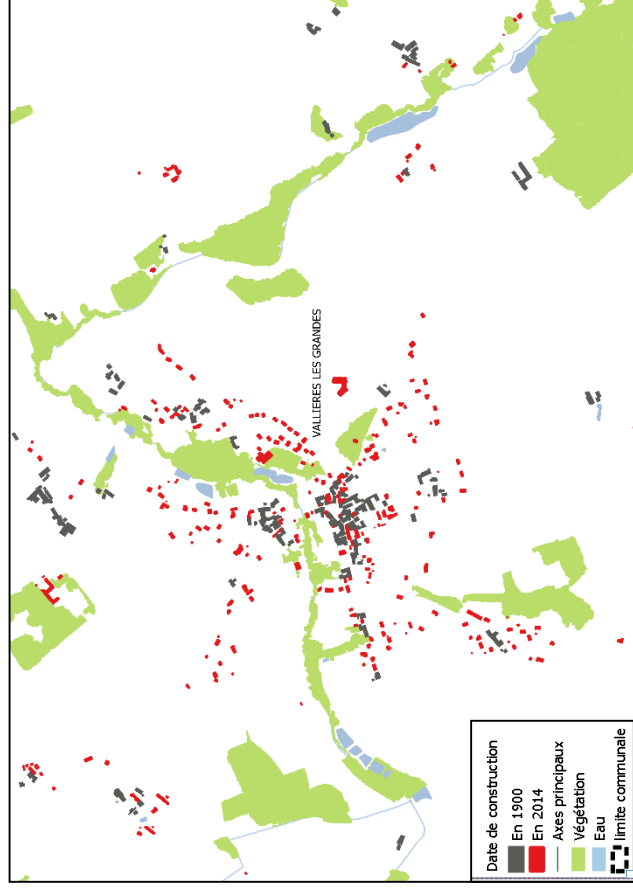 VALLIERES LES GRANDES
Date de construction
En 1900
En 2014
Axes principaux
Végétation
Eau
limite communale